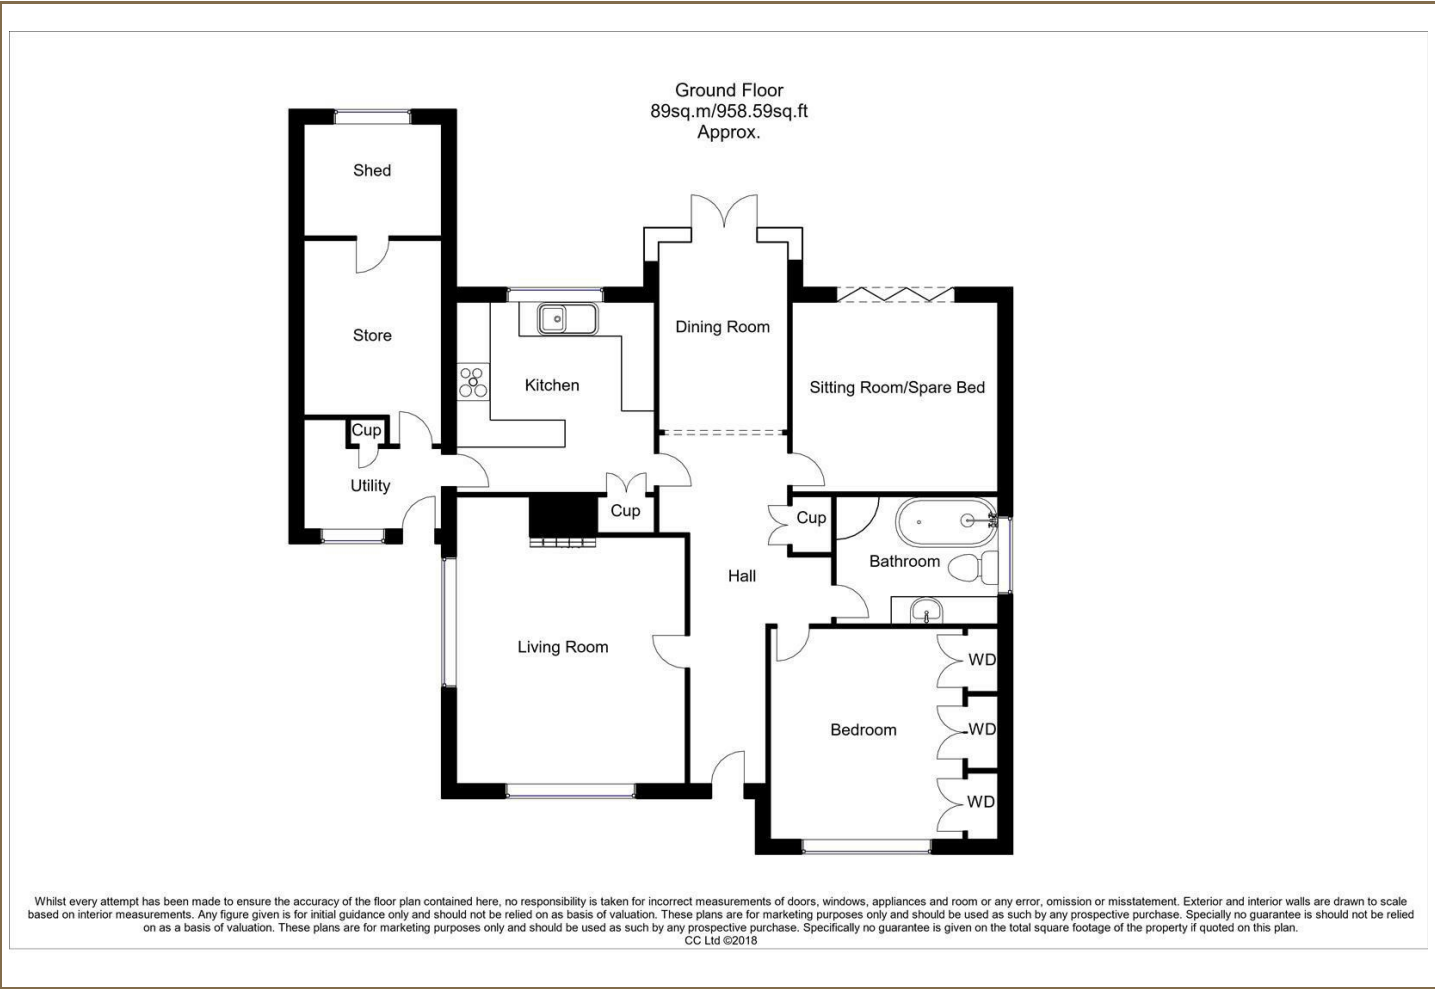 Ground Floor
89sq.m/958.59sq.ft
Approx.
Shed
Store
Dining Room
Kitchen
Sitting Room/Spare Bed
Cup
Utility
Cup
Cup
Bathroom
Hall
Living Room
WD
Bedroom
WD
WD
Whilst every attempt has been made to ensure the accuracy of the floor plan contained here, no responsibility is taken for incorrect measurements of doors, windows, appliances and room or any error, omission or misstatement. Exterior and interior walls are drawn to scale
based on interior measurements. Any figure given is for initial guidance only and should not be relied on as basis of valuation. These plans are for marketing purposes only and should be used as such by any prospective purchase. Specially no guarantee is should not be relied
on as a basis of valuation. These plans are for marketing purposes only and should be used as such by any prospective purchase. Specifically no guarantee is given on the total square footage of the property if quoted on this plan.
CC Ltd ©2018